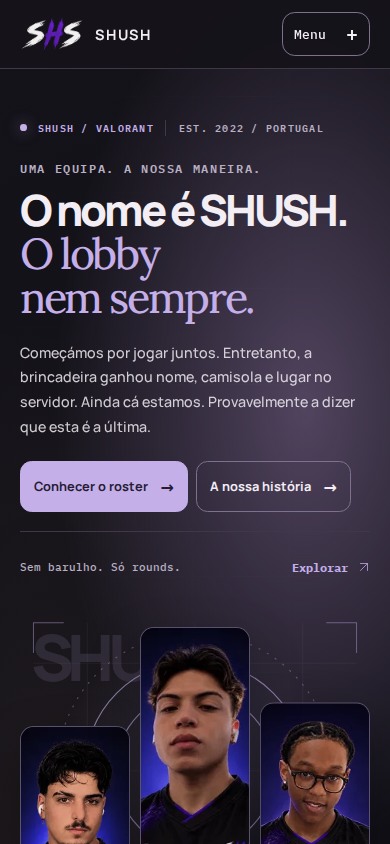 SHS SHUSH Menu +
SHUSH / VALORANT EST. 2022 / PORTUGAL
UMA EQUIPA. A NOSSA MANEIRA.
O nome é SHUSH.
O lobby
nem sempre.
Começámos por jogar juntos. Entretanto, a
brincadeira ganhou nome, camisola e lugar no
servidor. Ainda cá estamos. Provavelmente a dizer
que esta é a última.
Conhecer o roster → A nossa história →
Sem barulho. Só rounds. Explorar ↗
SHU